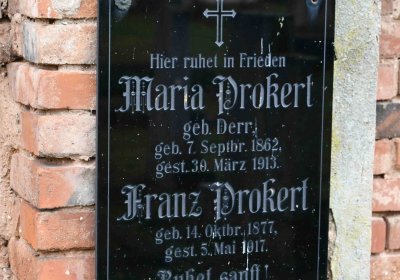 Hier ruhet in Frieden
Maria Prokert
geb. Derr,
geb. 7. Septbr. 1862,
gest. 30. März 1913.
Franz Prokert
geb. 14. Oktbr. 1877,
gest. 5. Mai 1917.
Ruhet sanft!